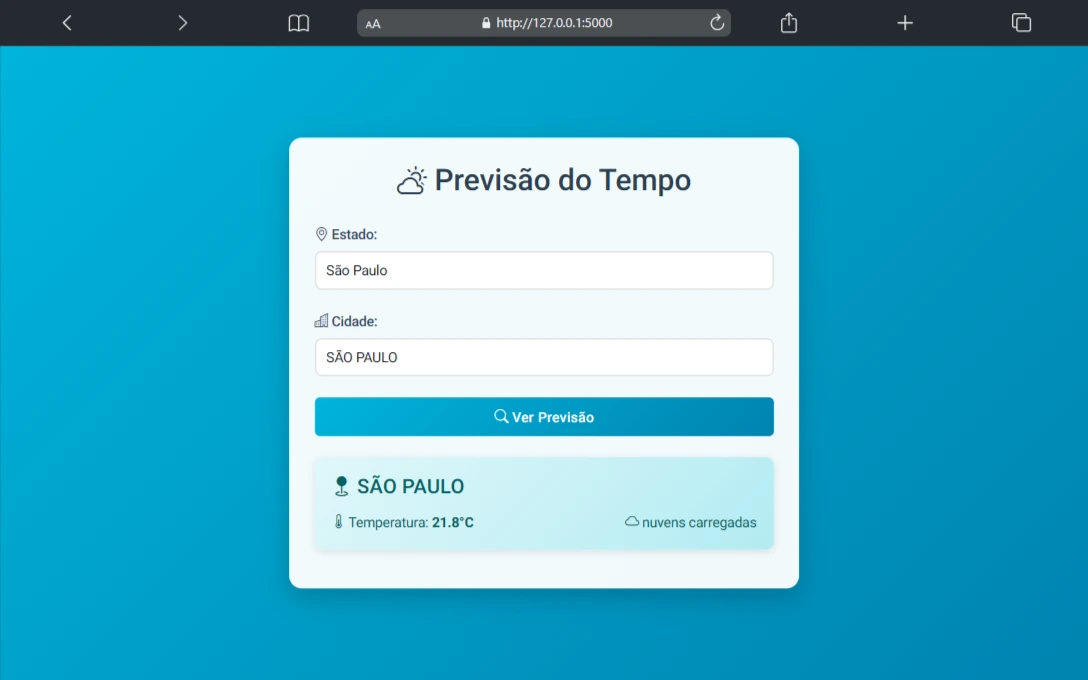 AA http://127.0.0.1:5000
Previsão do Tempo
Estado:
São Paulo
Cidade:
SÃO PAULO
Ver Previsão
SÃO PAULO
Temperatura: 21.8°C nuvens carregadas